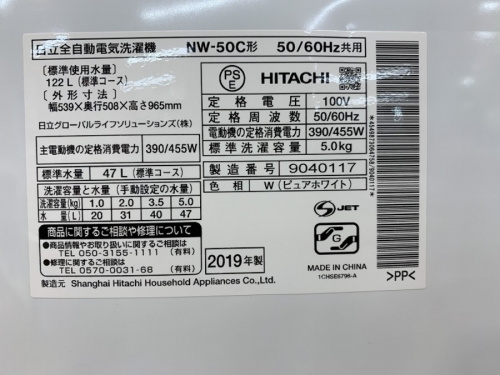 日立全自動電気洗濯機 NW-50C形 50/60Hz共用
〔標準使用水量〕
122L(標準コース)
〔外形寸法〕
幅539×奥行508×高さ965mm
日立グローバルライフソリューションズ(株)
PS
E
HITACHI
定格電圧 100V
定格周波数 50/60Hz
電動機の定格消費電力 390/455W
標準洗濯容量 5.0kg
主電動機の定格消費電力 390/455W
標準水量 47L(標準コース)
洗濯容量と水量(手動設定の水量)
洗濯容量(kg) 1.0 2.0 3.5 5.0
水量(L) 20 31 40 47
製造番号 9040117
色相 W(ピュアホワイト)
商品に関するご相談や修理について
●商品情報やお取り扱いに関するご相談
TEL 050-3155-1111 (有料)
●修理に関するご相談
TEL 0570-0031-68 (有料)
2019年製
製造元 Shanghai Hitachi Household Appliances Co.,Ltd.
S JET
G
MADE IN CHINA
1CHSE6796-A
>PP<